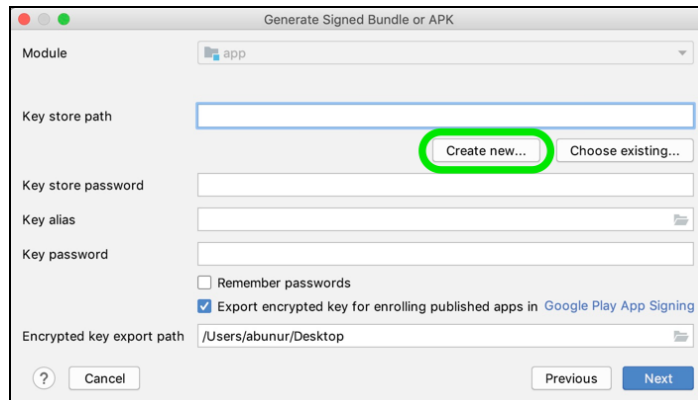 Generate Signed Bundle or APK
Module app
Key store path
Create new... Choose existing...
Key store password
Key alias
Key password
Remember passwords
Export encrypted key for enrolling published apps in Google Play App Signing
Encrypted key export path /Users/abunur/Desktop
? Cancel Previous Next